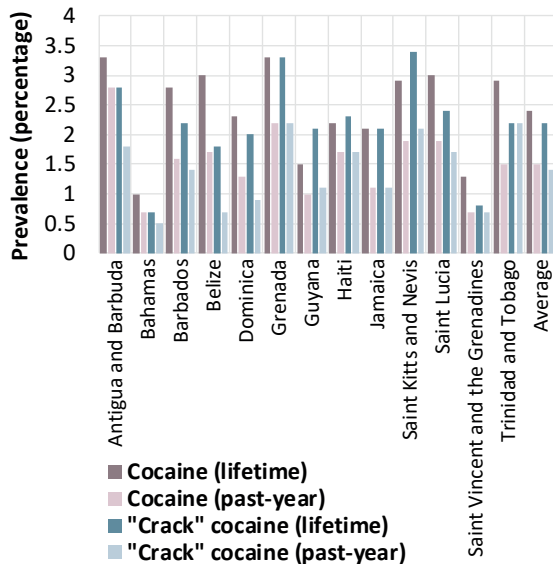 Prevalence (percentage)
4
3.5
3
2.5
2
1.5
1
0.5
0
Antigua and Barbuda
Bahamas
Barbados
Belize
Dominica
Grenada
Guyana
Haiti
Jamaica
Saint Kitts and Nevis
Saint Lucia
Saint Vincent and the Grenadines
Trinidad and Tobago
Average
Cocaine (lifetime)
Cocaine (past-year)
"Crack" cocaine (lifetime)
"Crack" cocaine (past-year)